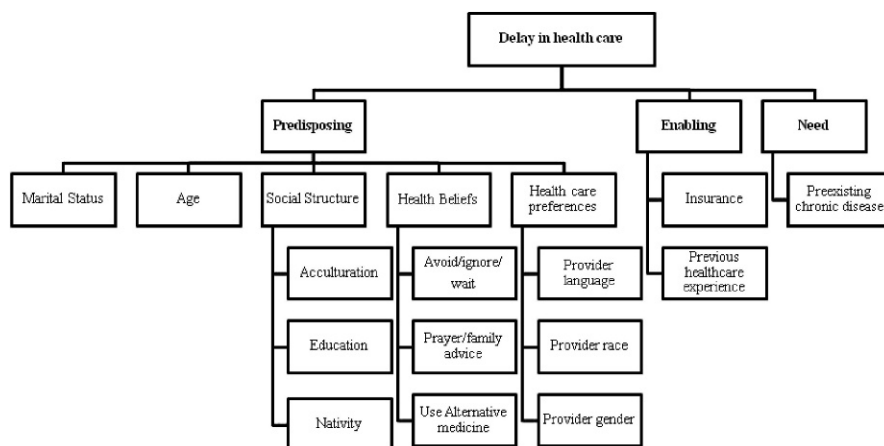 Delay in health care
Predisposing
Enabling
Need
Marital Status
Age
Social Structure
Health Beliefs
Health care
preferences
Insurance
Preexisting
chronic disease
Acculturation
Avoid/ignore/
wait
Provider
language
Previous
healthcare
experience
Education
Prayer/family
advice
Provider race
Nativity
Use Alternative
medicine
Provider gender